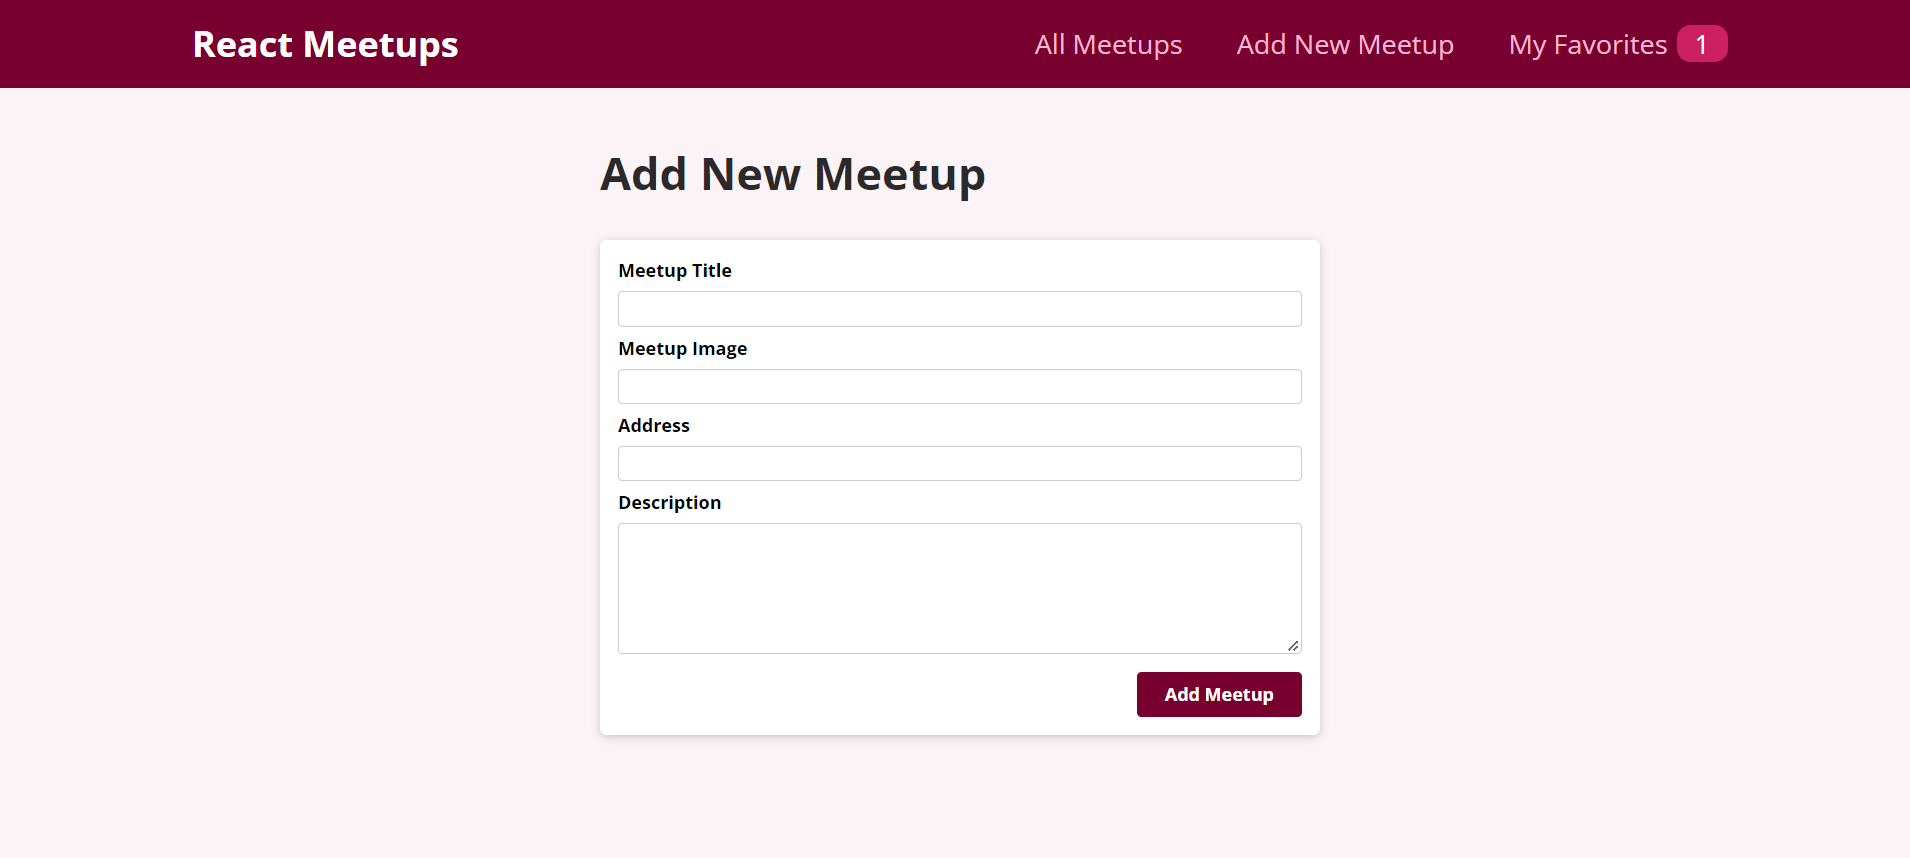 React Meetups
All Meetups
Add New Meetup
My Favorites 1
Add New Meetup
Meetup Title
Meetup Image
Address
Description
Add Meetup